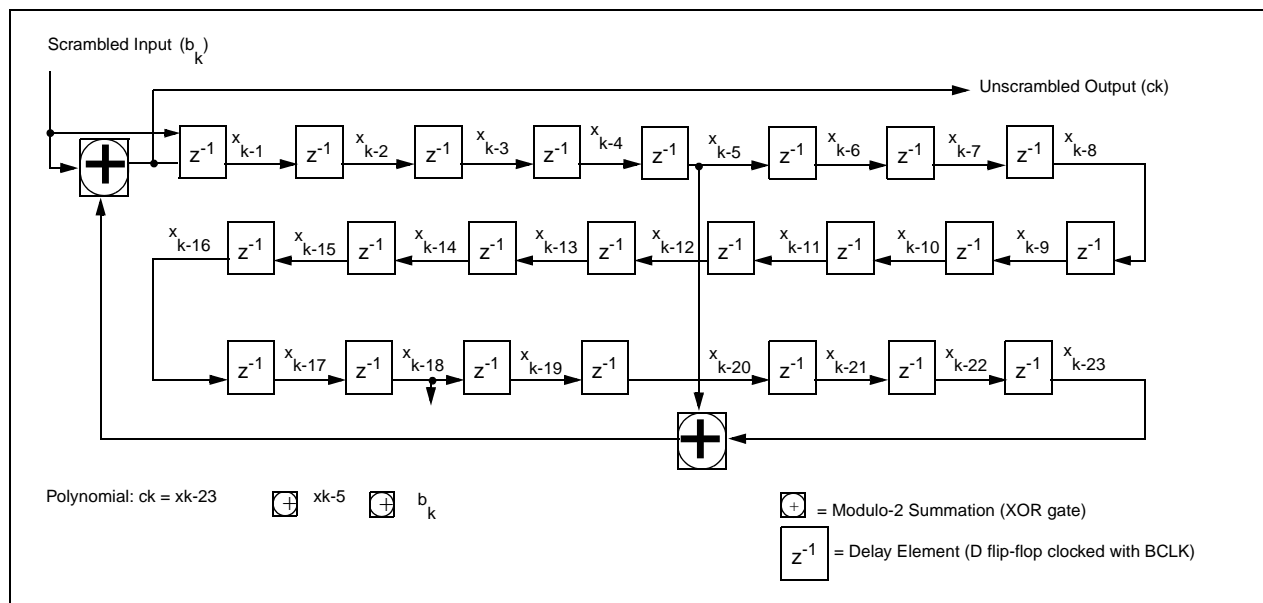 Scrambled Input (b
k
)
Unscrambled Output (ck)
z-1 x k-1 z-1 x k-2 z-1 x k-3 z-1 x k-4 z-1 x k-5 z-1 x k-6 z-1 x k-7 z-1 x k-8
x k-16 z-1 x k-15 z-1 x k-14 z-1 x k-13 z-1 x k-12 z-1 x k-11 z-1 x k-10 z-1 x k-9 z-1
z-1 x k-17 z-1 x k-18 z-1 x k-19 z-1 x k-20 z-1 x k-21 z-1 x k-22 z-1 x k-23
Polynomial: ck = xk-23 + xk-5 + b k
+ = Modulo-2 Summation (XOR gate)
z-1 = Delay Element (D flip-flop clocked with BCLK)